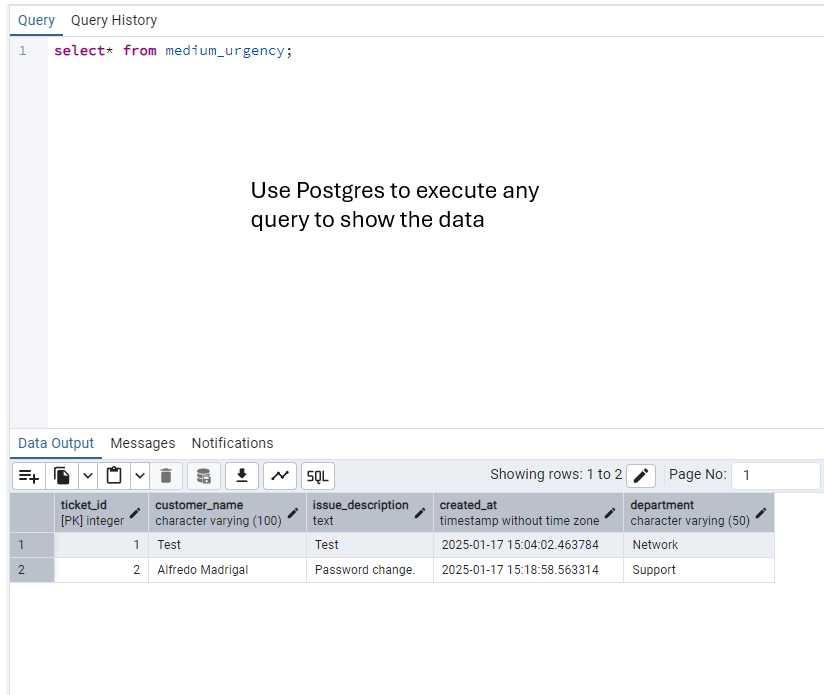 Query Query History
1 select* from medium_urgency;
Use Postgres to execute any
query to show the data
Data Output Messages Notifications
SQL Showing rows: 1 to 2 Page No: 1
ticket_id customer_name issue_description created_at department
[PK] integer character varying (100) text timestamp without time zone character varying (50)
1 1 Test Test 2025-01-17 15:04:02.463784 Network
2 2 Alfredo Madrigal Password change. 2025-01-17 15:18:58.563314 Support